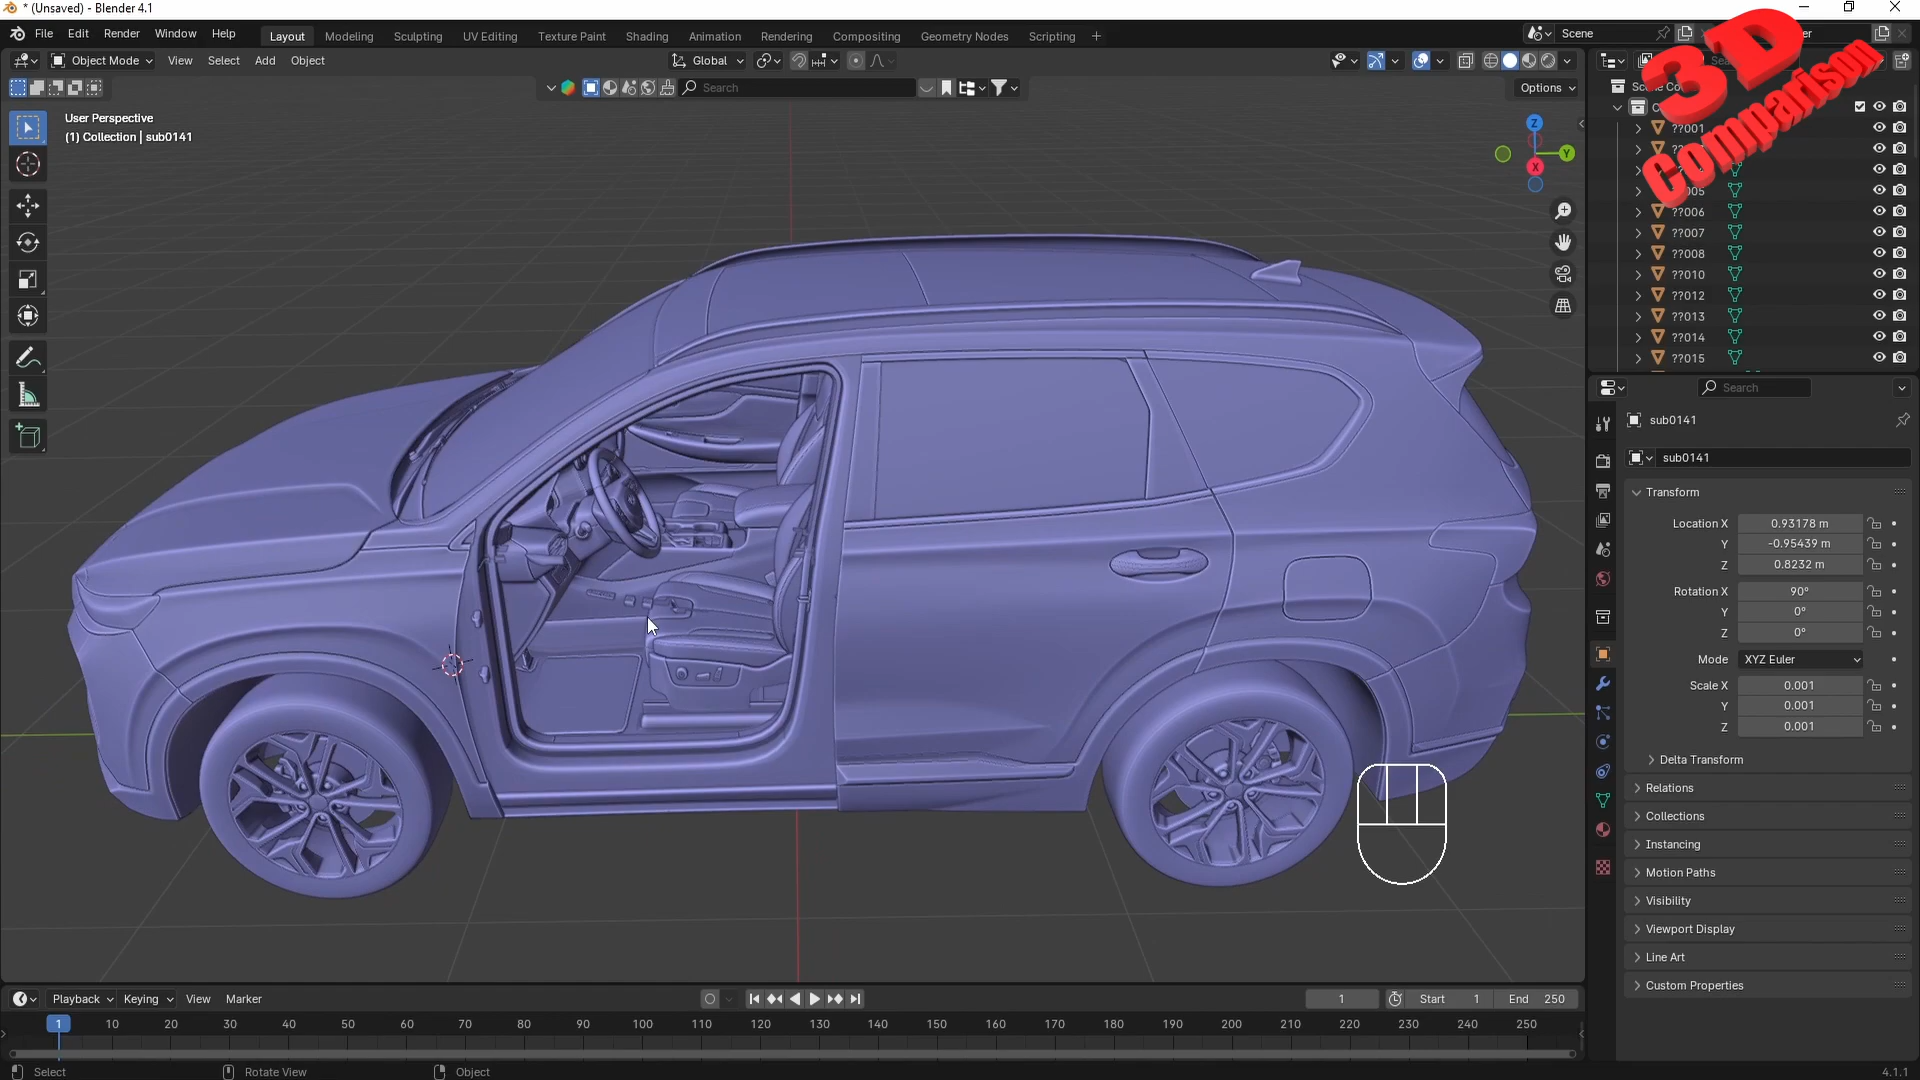 * (Unsaved) - Blender 4.1
File Edit Render Window Help
Layout Modeling Sculpting UV Editing Texture Paint Shading Animation Rendering Compositing Geometry Nodes Scripting +
Scene
Object Mode View Select Add Object
Global
Search
Options
User Perspective
(1) Collection | sub0141
Z
Y
X
3D
Comparison
??001
??006
??007
??008
??010
??012
??013
??014
??015
Search
sub0141
sub0141
Transform
Location X 0.93178 m
Y -0.95439 m
Z 0.8232 m
Rotation X 90°
Y 0°
Z 0°
Mode XYZ Euler
Scale X 0.001
Y 0.001
Z 0.001
Delta Transform
Relations
Collections
Instancing
Motion Paths
Visibility
Viewport Display
Line Art
Custom Properties
Playback Keying View Marker
1 Start 1 End 250
1 10 20 30 40 50 60 70 80 90 100 110 120 130 140 150 160 170 180 190 200 210 220 230 240 250
Select Rotate View Object
4.1.1